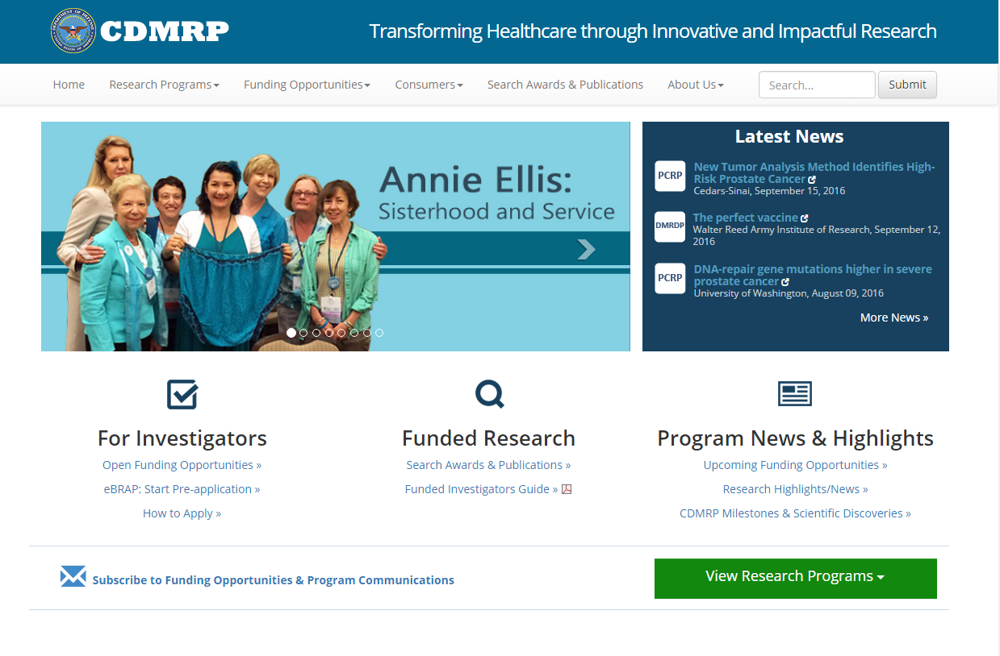 CDMRP
Transforming Healthcare through Innovative and Impactful Research
Home
Research Programs
Funding Opportunities
Consumers
Search Awards & Publications
About Us
Search...
Submit
Annie Ellis:
Sisterhood and Service
Latest News
PCRP
New Tumor Analysis Method Identifies High-
Risk Prostate Cancer
Cedars-Sinai, September 15, 2016
DMRDP
The perfect vaccine
Walter Reed Army Institute of Research, September 12,
2016
PCRP
DNA-repair gene mutations higher in severe
prostate cancer
University of Washington, August 09, 2016
More News »
For Investigators
Open Funding Opportunities »
eBRAP: Start Pre-application »
How to Apply »
Funded Research
Search Awards & Publications »
Funded Investigators Guide »
Program News & Highlights
Upcoming Funding Opportunities »
Research Highlights/News »
CDMRP Milestones & Scientific Discoveries »
Subscribe to Funding Opportunities & Program Communications
View Research Programs